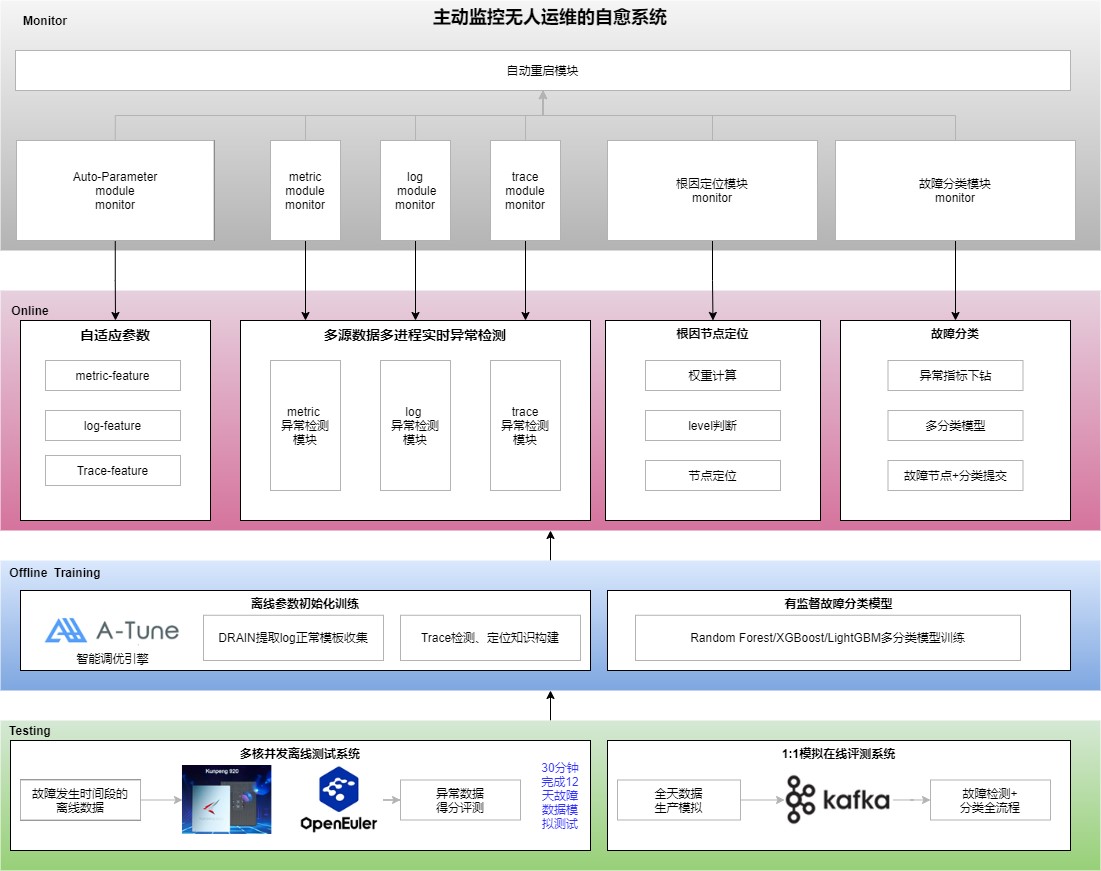 Monitor
主动监控无人运维的自愈系统
自动重启模块
Auto-Parameter
module
monitor
metric
module
monitor
log
module
monitor
trace
module
monitor
根因定位模块
monitor
故障分类模块
monitor
Online
自适应参数
metric-feature
log-feature
Trace-feature
多源数据多进程实时异常检测
metric
异常检测
模块
log
异常检测
模块
trace
异常检测
模块
根因节点定位
权重计算
level判断
节点定位
故障分类
异常指标下钻
多分类模型
故障节点+分类提交
Offline Training
离线参数初始化训练
A-Tune
智能调优引擎
DRAIN提取log正常模板收集
Trace检测、定位知识构建
有监督故障分类模型
Random Forest/XGBoost/LightGBM多分类模型训练
Testing
多核并发离线测试系统
故障发生时间段的
离线数据
Kunpeng 920
OpenEuler
异常数据
得分评测
30分钟
完成12
天故障
数据模
拟测试
1:1模拟在线评测系统
全天数据
生产模拟
kafka
故障检测+
分类全流程